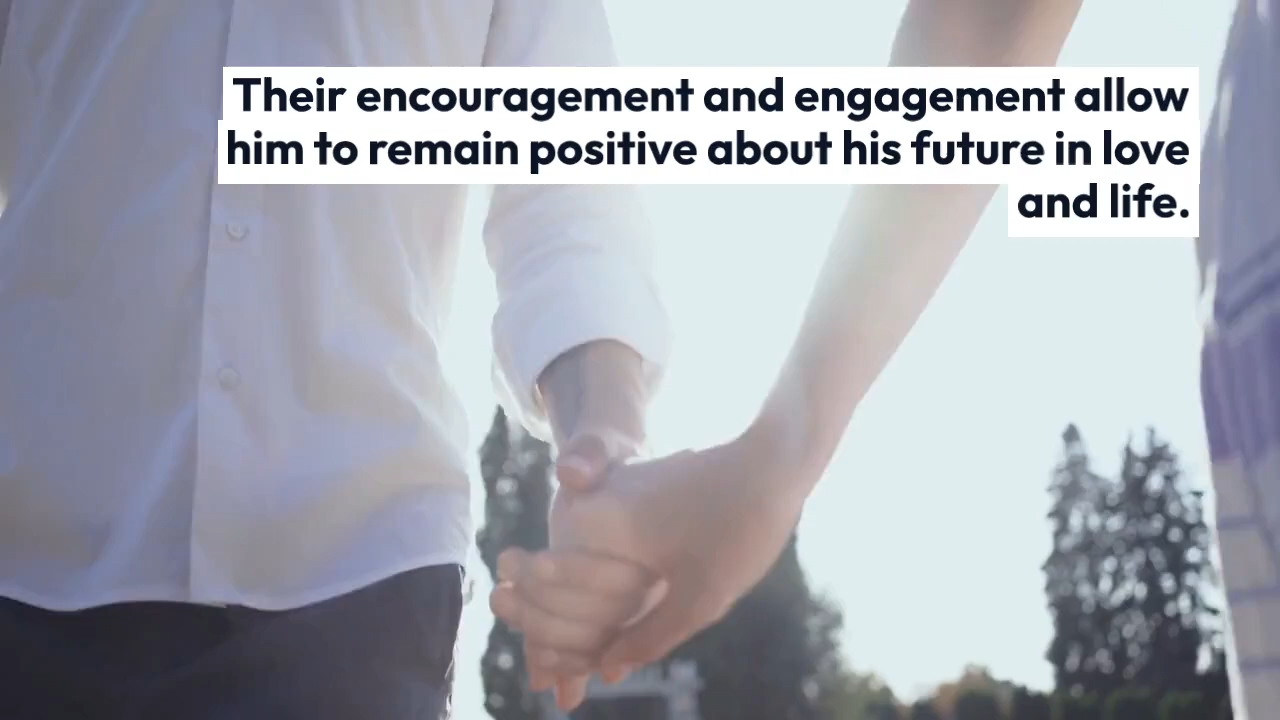 Their encouragement and engagement allow
him to remain positive about his future in love
and life.